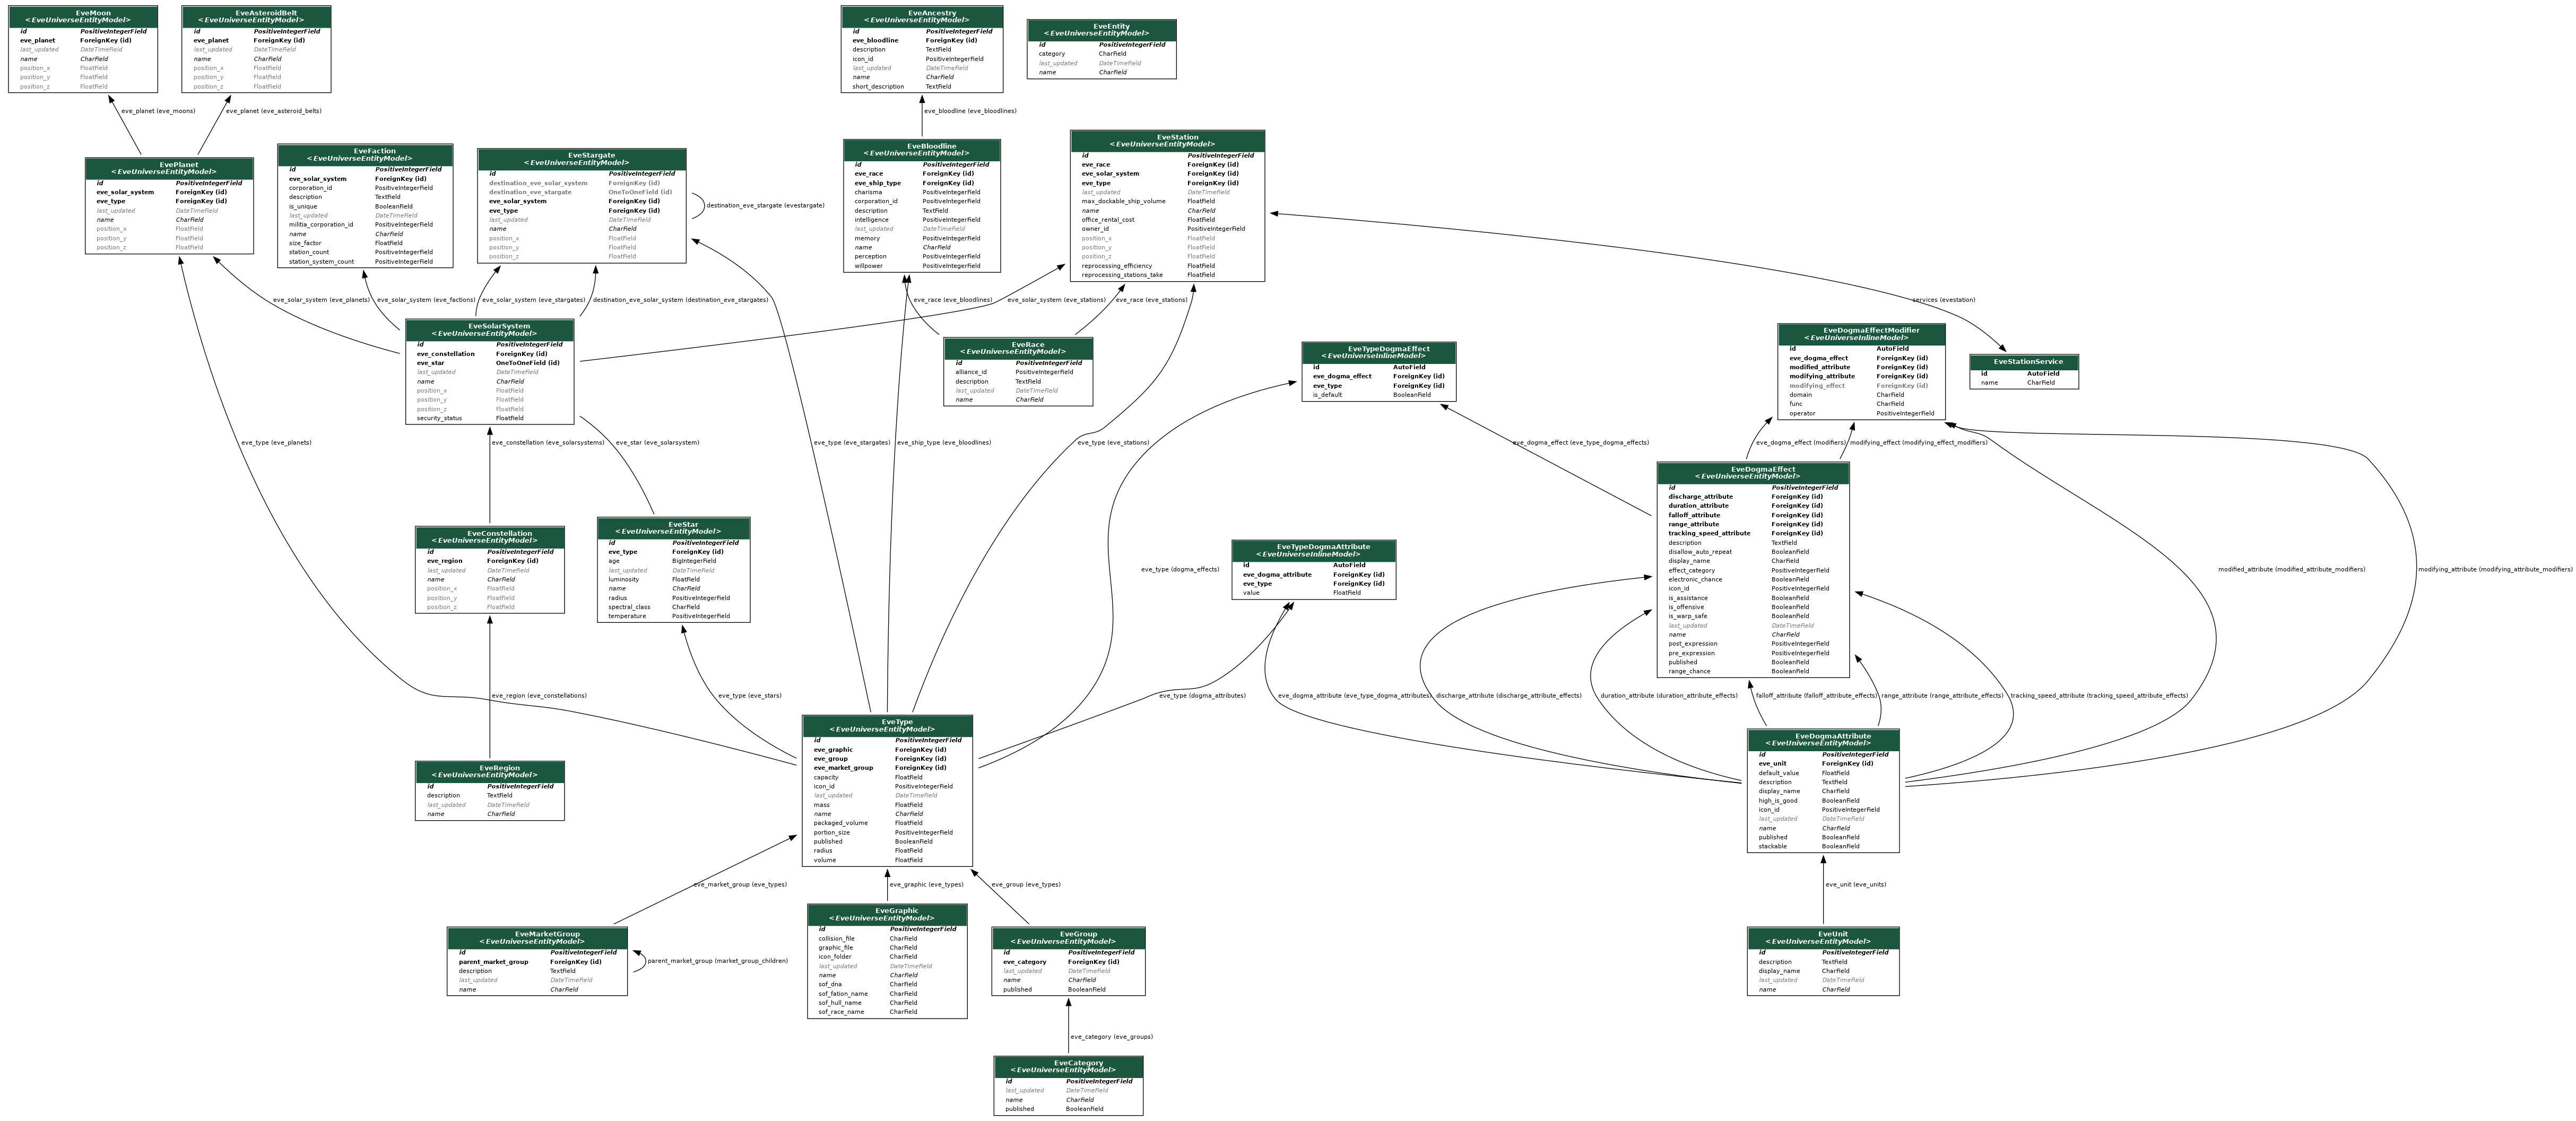 EveMoon
<EveUniverseEntityModel>
id PositiveIntegerField
eve_planet ForeignKey (id)
last_updated DateTimeField
name CharField
position_x FloatField
position_y FloatField
position_z FloatField
EveAsteroidBelt
<EveUniverseEntityModel>
id PositiveIntegerField
eve_planet ForeignKey (id)
last_updated DateTimeField
name CharField
position_x FloatField
position_y FloatField
position_z FloatField
EveAncestry
<EveUniverseEntityModel>
id PositiveIntegerField
eve_bloodline ForeignKey (id)
description TextField
icon_id PositiveIntegerField
last_updated DateTimeField
name CharField
short_description TextField
EveEntity
<EveUniverseEntityModel>
id PositiveIntegerField
category CharField
last_updated DateTimeField
name CharField
eve_planet (eve_moons)
eve_planet (eve_asteroid_belts)
eve_bloodline (eve_bloodlines)
EvePlanet
<EveUniverseEntityModel>
id PositiveIntegerField
eve_solar_system ForeignKey (id)
eve_type ForeignKey (id)
last_updated DateTimeField
name CharField
position_x FloatField
position_y FloatField
position_z FloatField
EveFaction
<EveUniverseEntityModel>
id PositiveIntegerField
eve_solar_system ForeignKey (id)
corporation_id PositiveIntegerField
description TextField
is_unique BooleanField
last_updated DateTimeField
militia_corporation_id PositiveIntegerField
name CharField
size_factor FloatField
station_count PositiveIntegerField
station_system_count PositiveIntegerField
EveStargate
<EveUniverseEntityModel>
id PositiveIntegerField
destination_eve_solar_system ForeignKey (id)
destination_eve_stargate OneToOneField (id)
eve_solar_system ForeignKey (id)
eve_type ForeignKey (id)
last_updated DateTimeField
name CharField
position_x FloatField
position_y FloatField
position_z FloatField
destination_eve_stargate (evestargate)
EveBloodline
<EveUniverseEntityModel>
id PositiveIntegerField
eve_race ForeignKey (id)
eve_ship_type ForeignKey (id)
charisma PositiveIntegerField
corporation_id PositiveIntegerField
description TextField
intelligence PositiveIntegerField
last_updated DateTimeField
memory PositiveIntegerField
name CharField
perception PositiveIntegerField
willpower PositiveIntegerField
EveStation
<EveUniverseEntityModel>
id PositiveIntegerField
eve_race ForeignKey (id)
eve_solar_system ForeignKey (id)
eve_type ForeignKey (id)
last_updated DateTimeField
max_dockable_ship_volume FloatField
name CharField
office_rental_cost FloatField
owner_id PositiveIntegerField
position_x FloatField
position_y FloatField
position_z FloatField
reprocessing_efficiency FloatField
reprocessing_stations_take FloatField
eve_solar_system (eve_planets)
eve_solar_system (eve_factions)
eve_solar_system (eve_stargates)
destination_eve_solar_system (destination_eve_stargates)
eve_race (eve_bloodlines)
eve_solar_system (eve_stations)
eve_race (eve_stations)
services (evestation)
EveSolarSystem
<EveUniverseEntityModel>
id PositiveIntegerField
eve_constellation ForeignKey (id)
eve_star OneToOneField (id)
last_updated DateTimeField
name CharField
position_x FloatField
position_y FloatField
position_z FloatField
security_status FloatField
EveRace
<EveUniverseEntityModel>
id PositiveIntegerField
alliance_id PositiveIntegerField
description TextField
last_updated DateTimeField
name CharField
EveTypeDogmaEffect
<EveUniverseInlineModel>
id AutoField
eve_dogma_effect ForeignKey (id)
eve_type ForeignKey (id)
is_default BooleanField
EveDogmaEffectModifier
<EveUniverseInlineModel>
id AutoField
eve_dogma_effect ForeignKey (id)
modified_attribute ForeignKey (id)
modifying_attribute ForeignKey (id)
modifying_effect ForeignKey (id)
domain CharField
func CharField
operator PositiveIntegerField
EveStationService
id AutoField
name CharField
eve_type (eve_planets)
eve_constellation (eve_solarsystems)
eve_star (eve_solarsystem)
eve_type (eve_stargates)
eve_ship_type (eve_bloodlines)
eve_type (eve_stations)
eve_dogma_effect (eve_type_dogma_effects)
eve_dogma_effect (modifiers)
modifying_effect (modifying_effect_modifiers)
EveConstellation
<EveUniverseEntityModel>
id PositiveIntegerField
eve_region ForeignKey (id)
last_updated DateTimeField
name CharField
position_x FloatField
position_y FloatField
position_z FloatField
EveStar
<EveUniverseEntityModel>
id PositiveIntegerField
eve_type ForeignKey (id)
age BigIntegerField
last_updated DateTimeField
luminosity FloatField
name CharField
radius PositiveIntegerField
spectral_class CharField
temperature PositiveIntegerField
eve_type (dogma_effects)
EveTypeDogmaAttribute
<EveUniverseInlineModel>
id AutoField
eve_dogma_attribute ForeignKey (id)
eve_type ForeignKey (id)
value FloatField
EveDogmaEffect
<EveUniverseEntityModel>
id PositiveIntegerField
discharge_attribute ForeignKey (id)
duration_attribute ForeignKey (id)
falloff_attribute ForeignKey (id)
range_attribute ForeignKey (id)
tracking_speed_attribute ForeignKey (id)
description TextField
disallow_auto_repeat BooleanField
display_name CharField
effect_category PositiveIntegerField
electronic_chance BooleanField
icon_id PositiveIntegerField
is_assistance BooleanField
is_offensive BooleanField
is_warp_safe BooleanField
last_updated DateTimeField
name CharField
post_expression PositiveIntegerField
pre_expression PositiveIntegerField
published BooleanField
range_chance BooleanField
modified_attribute (modified_attribute_modifiers)
modifying_attribute (modifying_attribute_modifiers)
eve_region (eve_constellations)
eve_type (eve_stars)
eve_type (dogma_attributes)
eve_dogma_attribute (eve_type_dogma_attributes)
discharge_attribute (discharge_attribute_effects)
duration_attribute (duration_attribute_effects)
falloff_attribute (falloff_attribute_effects)
range_attribute (range_attribute_effects)
tracking_speed_attribute (tracking_speed_attribute_effects)
EveRegion
<EveUniverseEntityModel>
id PositiveIntegerField
description TextField
last_updated DateTimeField
name CharField
EveType
<EveUniverseEntityModel>
id PositiveIntegerField
eve_graphic ForeignKey (id)
eve_group ForeignKey (id)
eve_market_group ForeignKey (id)
capacity FloatField
icon_id PositiveIntegerField
last_updated DateTimeField
mass FloatField
name CharField
packaged_volume FloatField
portion_size PositiveIntegerField
published BooleanField
radius FloatField
volume FloatField
EveDogmaAttribute
<EveUniverseEntityModel>
id PositiveIntegerField
eve_unit ForeignKey (id)
default_value FloatField
description TextField
display_name CharField
high_is_good BooleanField
icon_id PositiveIntegerField
last_updated DateTimeField
name CharField
published BooleanField
stackable BooleanField
eve_market_group (eve_types)
eve_graphic (eve_types)
eve_group (eve_types)
eve_unit (eve_units)
EveMarketGroup
<EveUniverseEntityModel>
id PositiveIntegerField
parent_market_group ForeignKey (id)
description TextField
last_updated DateTimeField
name CharField
parent_market_group (market_group_children)
EveGraphic
<EveUniverseEntityModel>
id PositiveIntegerField
collision_file CharField
graphic_file CharField
icon_folder CharField
last_updated DateTimeField
name CharField
sof_dna CharField
sof_fation_name CharField
sof_hull_name CharField
sof_race_name CharField
EveGroup
<EveUniverseEntityModel>
id PositiveIntegerField
eve_category ForeignKey (id)
last_updated DateTimeField
name CharField
published BooleanField
EveUnit
<EveUniverseEntityModel>
id PositiveIntegerField
description TextField
display_name CharField
last_updated DateTimeField
name CharField
eve_category (eve_groups)
EveCategory
<EveUniverseEntityModel>
id PositiveIntegerField
last_updated DateTimeField
name CharField
published BooleanField